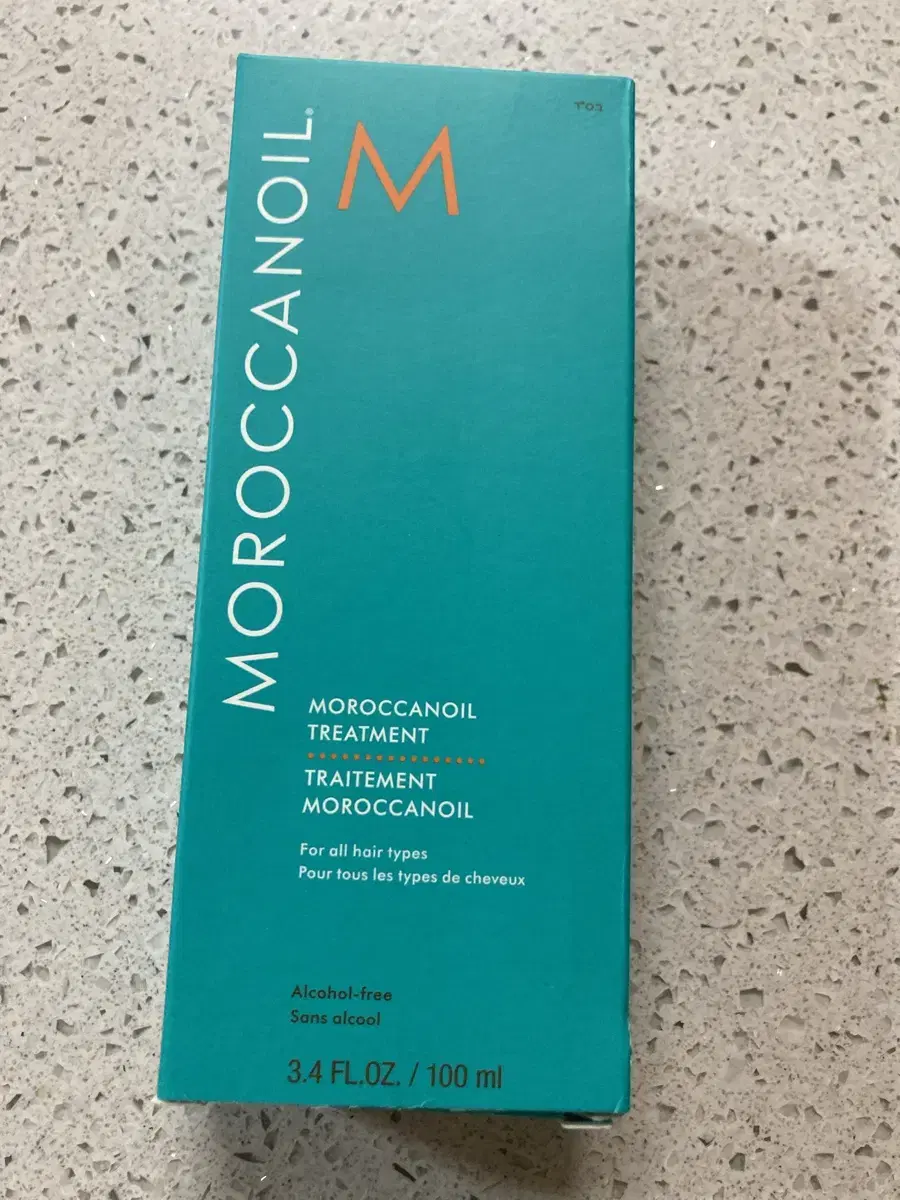 M
MOROCCANOIL.
MOROCCANOIL
TREATMENT
TRAITEMENT
MOROCCANOIL
For all hair types
Pour tous les types de cheveux
Alcohol-free
Sans alcool
3.4 FL.OZ. / 100 ml